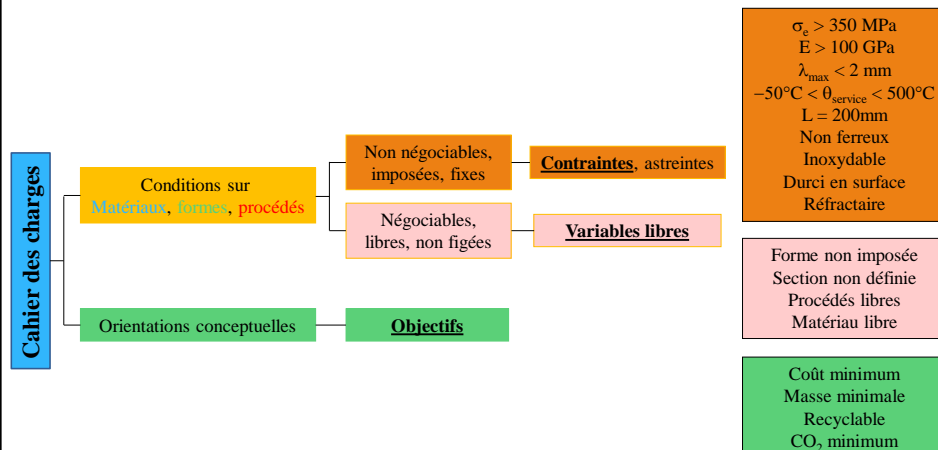 Cahier des charges
Conditions sur
Matériaux, formes, procédés
Non négociables,
imposées, fixes
Contraintes, astreintes
Négociables,
libres, non figées
Variables libres
Orientations conceptuelles
Objectifs
σe > 350 MPa
E > 100 GPa
λmax < 2 mm
−50°C < θservice < 500°C
L = 200mm
Non ferreux
Inoxydable
Durci en surface
Réfractaire
Forme non imposée
Section non définie
Procédés libres
Matériau libre
Coût minimum
Masse minimale
Recyclable
CO₂ minimum